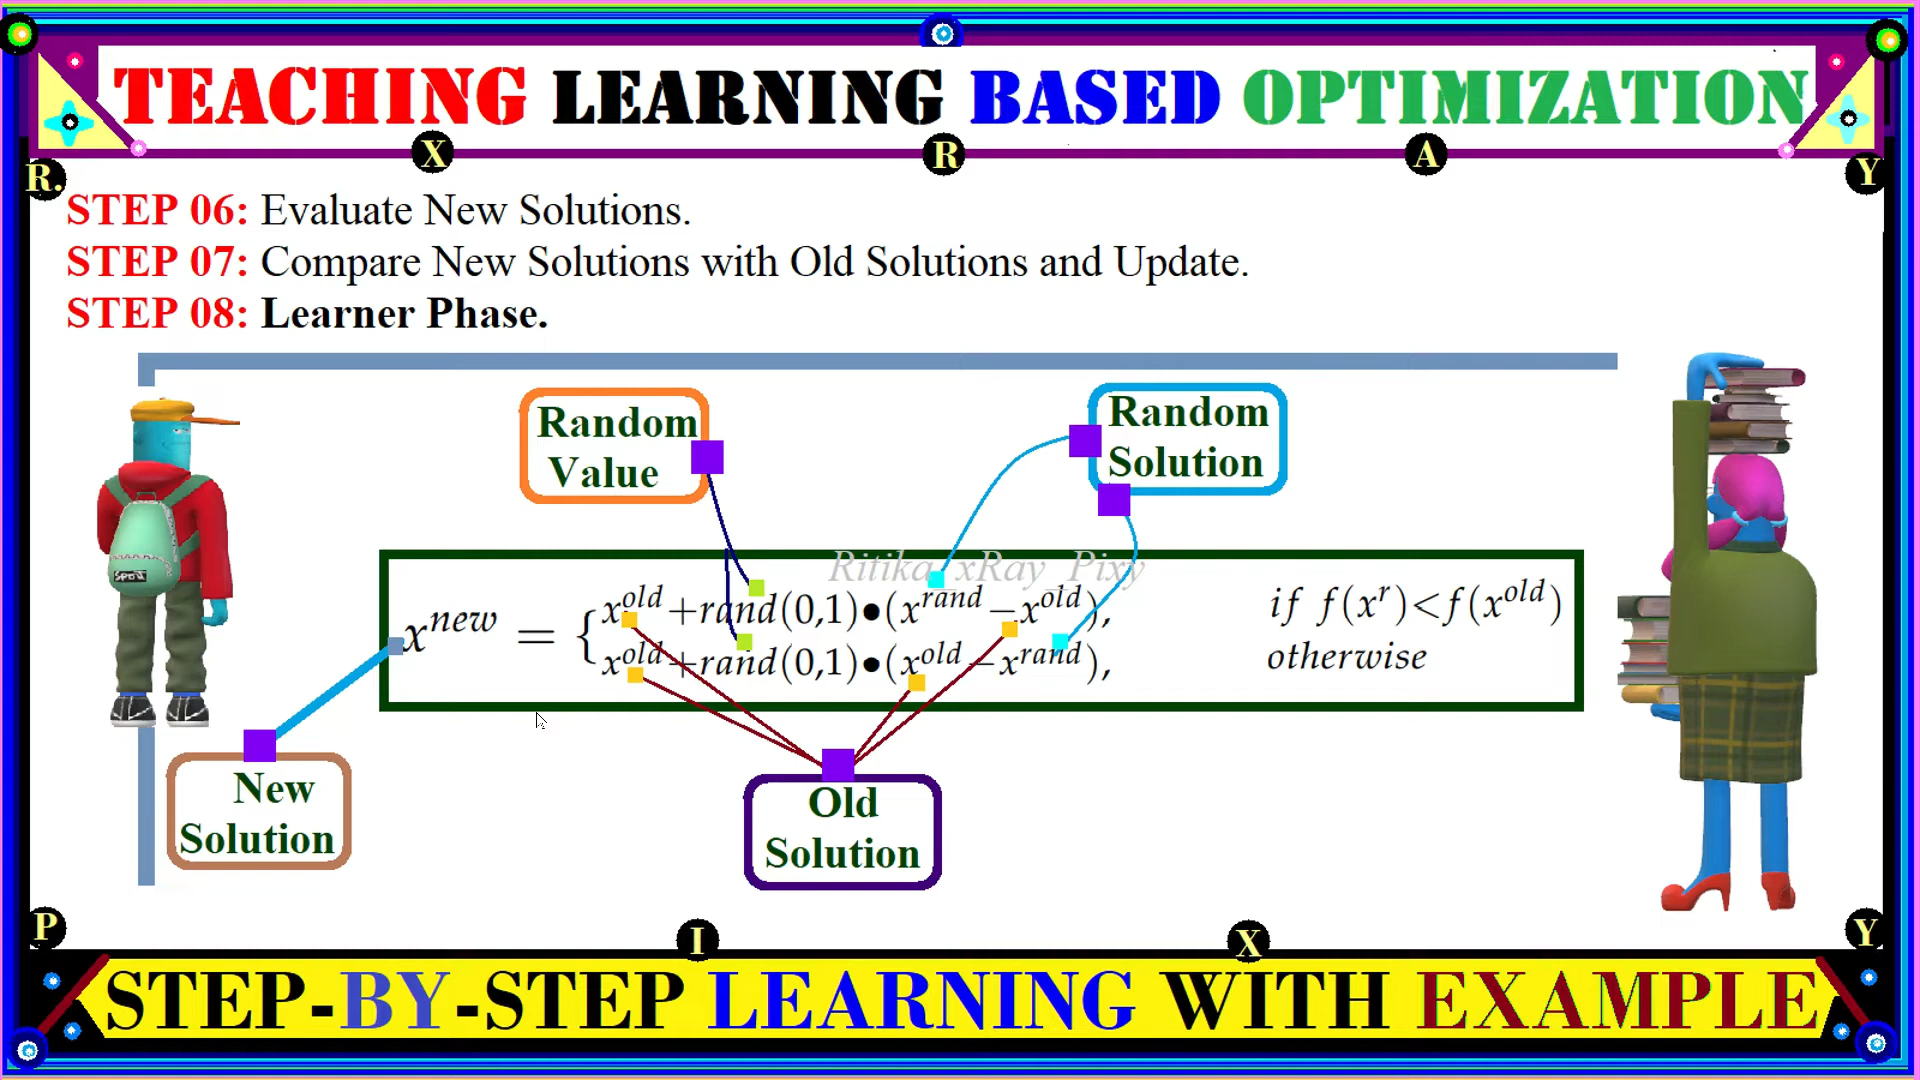 TEACHING LEARNING BASED OPTIMIZATION
R. X R A Y
STEP 06: Evaluate New Solutions.
STEP 07: Compare New Solutions with Old Solutions and Update.
STEP 08: Learner Phase.
Random
Value
Random
Solution
Ritika xRay Pixy
x^{new} = { x^{old}+rand(0,1)●(x^{rand}−x^{old}), if f(x^{r})<f(x^{old})
x^{old}+rand(0,1)●(x^{old}−x^{rand}), otherwise
New
Solution
Old
Solution
P I X Y
STEP-BY-STEP LEARNING WITH EXAMPLE